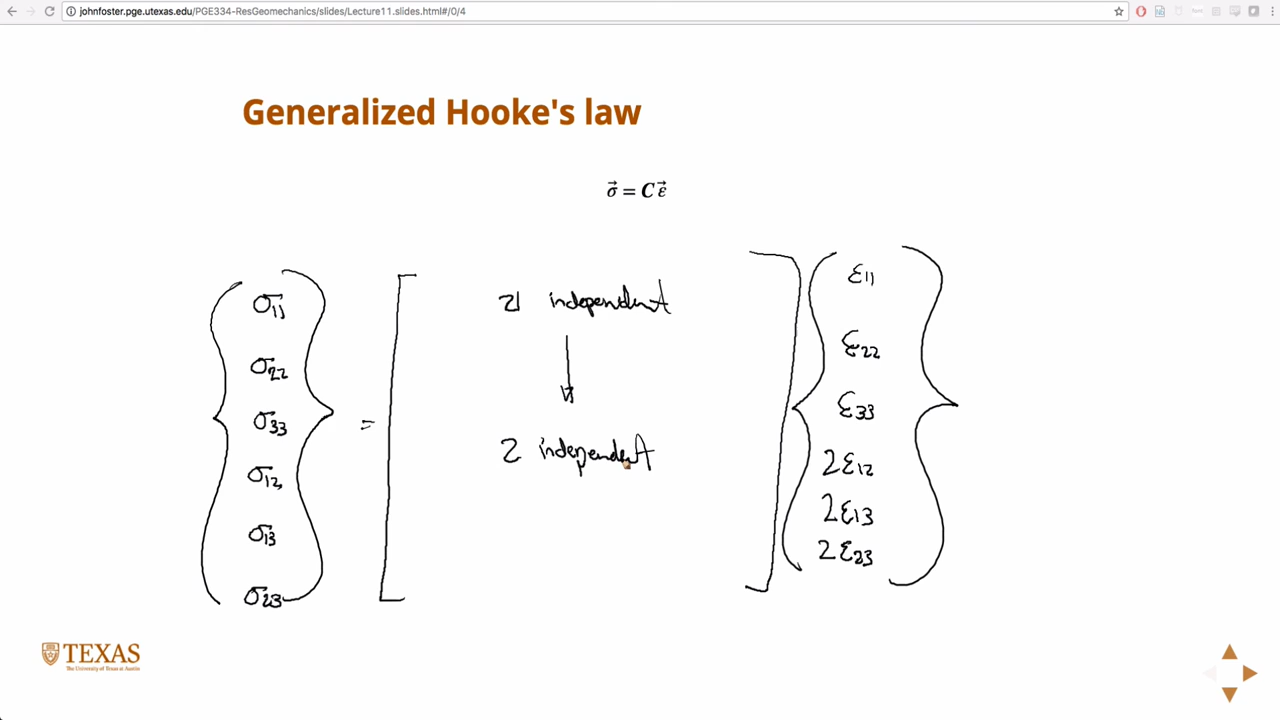 johnfoster.pge.utexas.edu/PGE334-ResGeomechanics/slides/Lecture11.slides.html#/0/4
Generalized Hooke's law
σ⃗ = Cε⃗
σ11
σ22
σ33
σ12
σ13
σ23
=
21 independent
2 independent
ε11
ε22
ε33
2ε12
2ε13
2ε23
TEXAS
The University of Texas at Austin